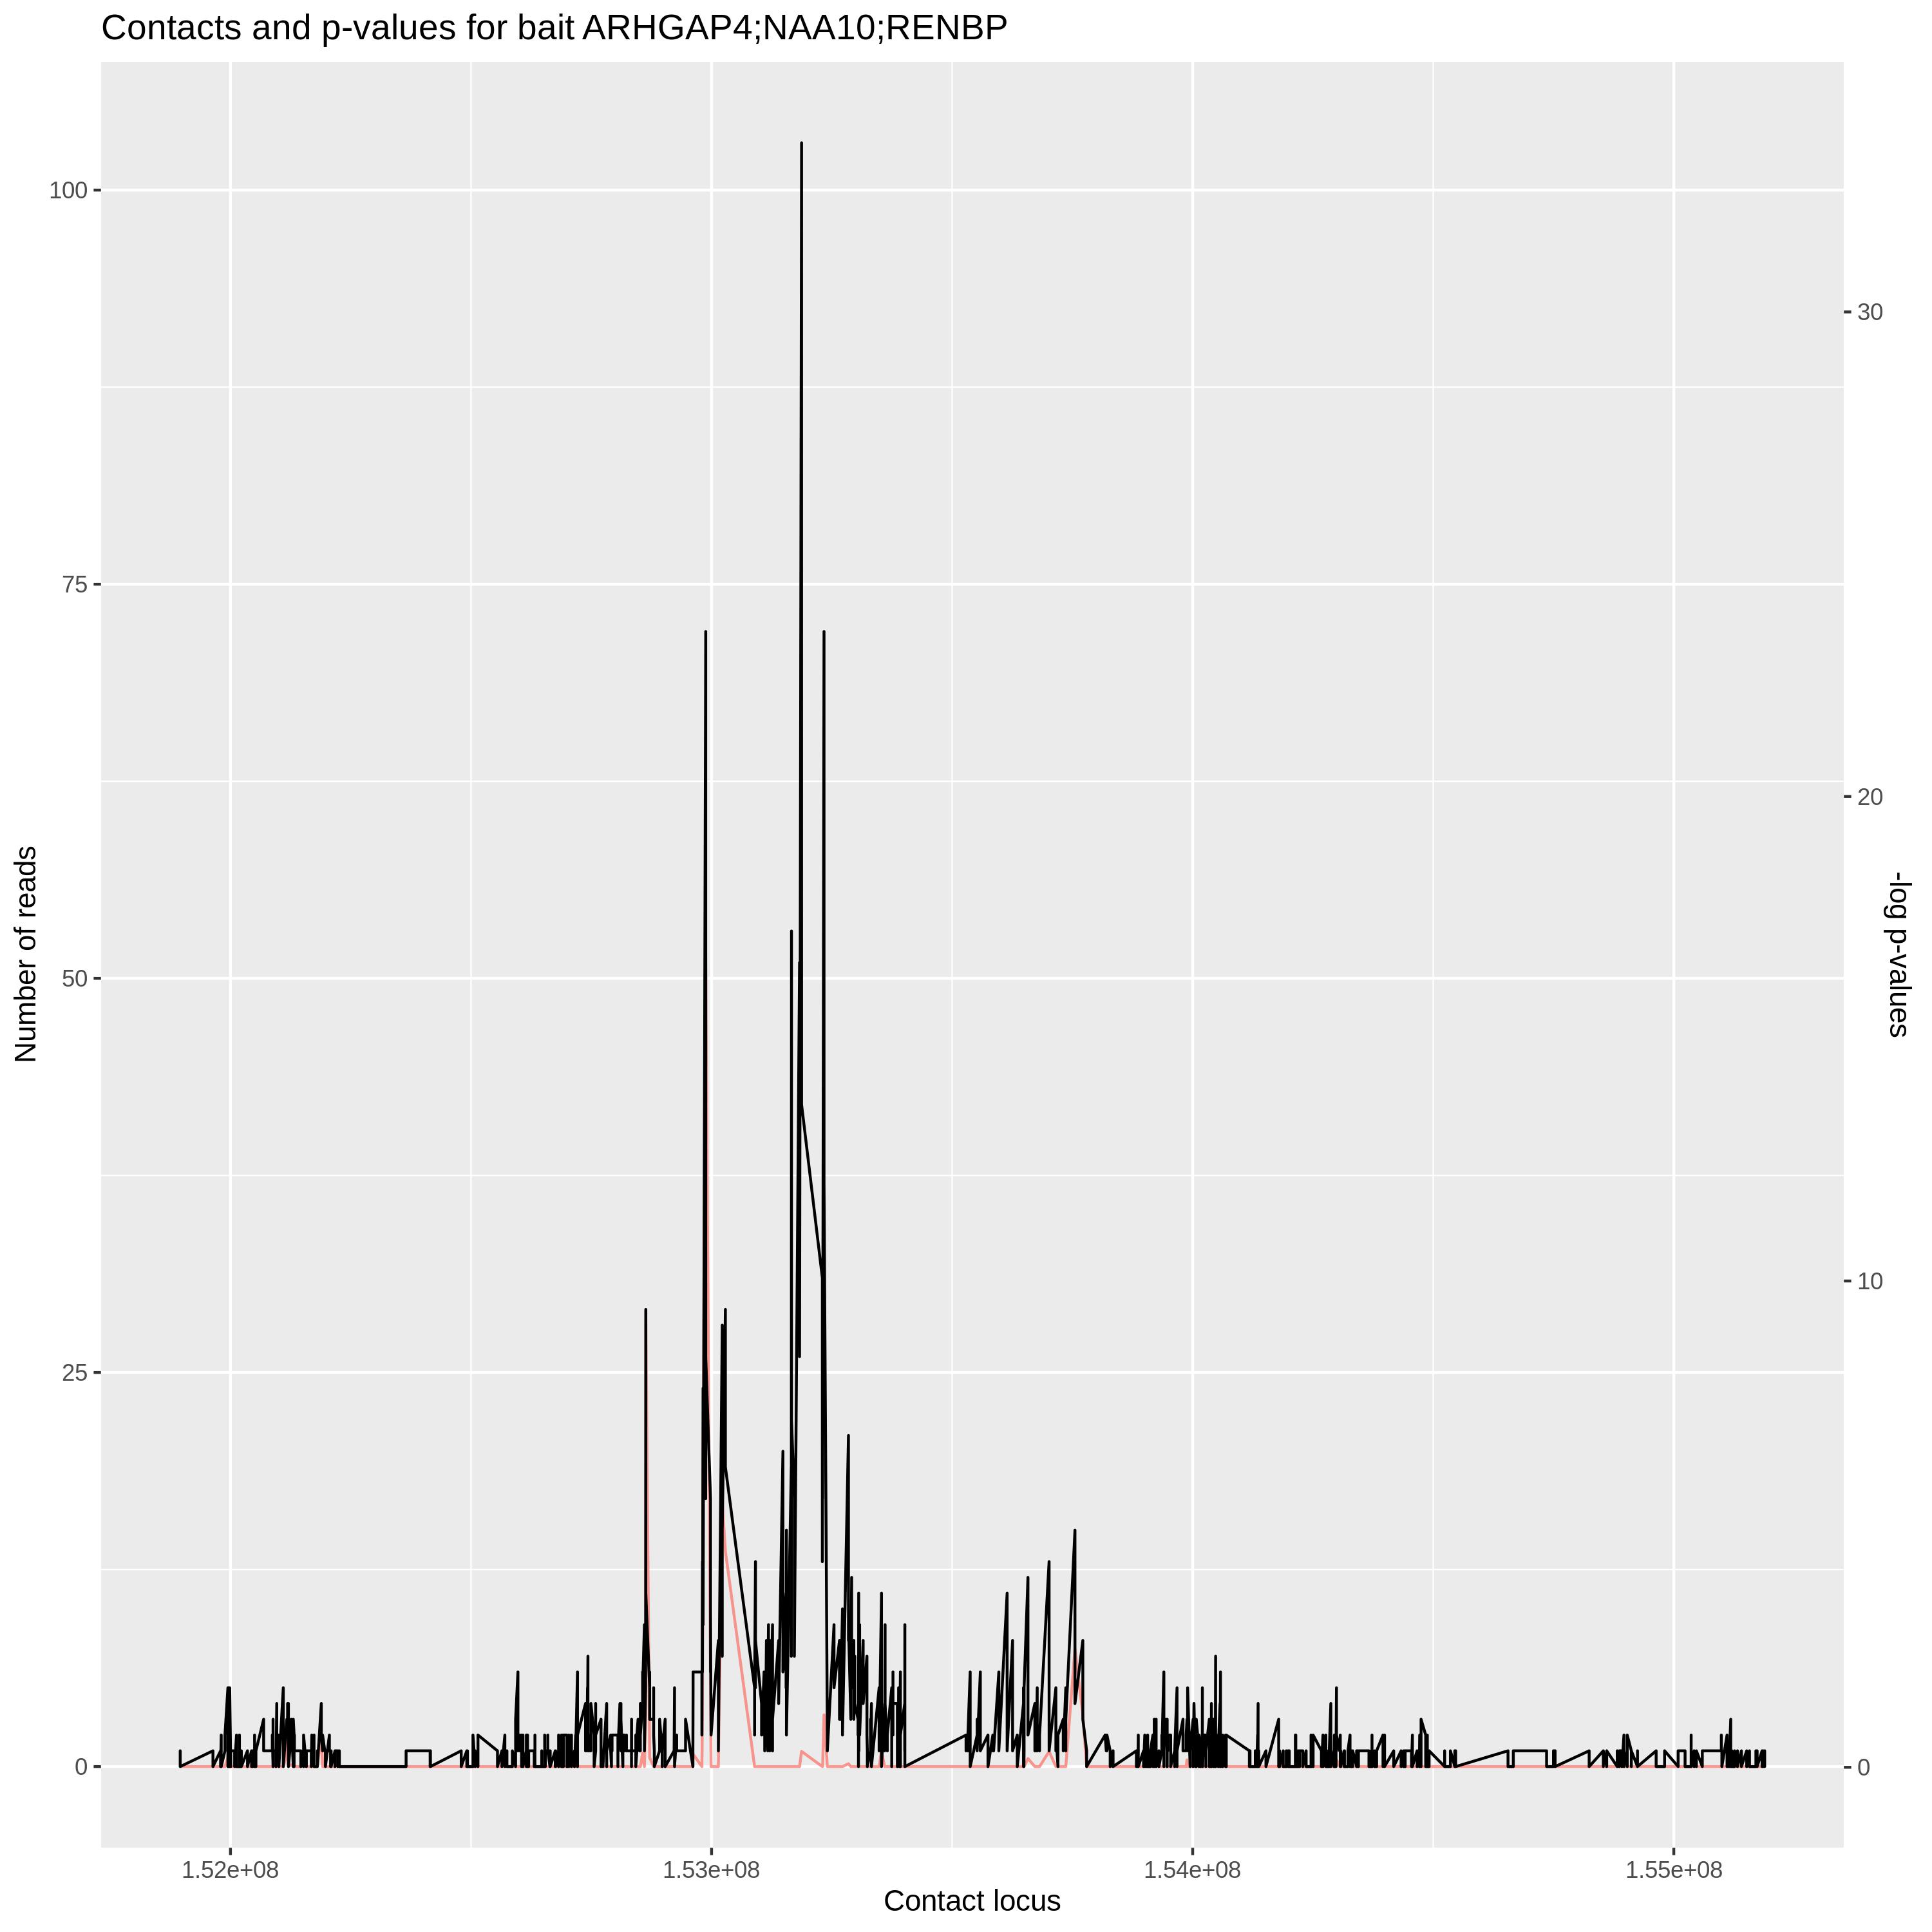 Contacts and p-values for bait ARHGAP4;NAA10;RENBP
100
75
50
25
0
Number of reads
30
20
10
0
-log p-values
1.52e+08
1.53e+08
1.54e+08
1.55e+08
Contact locus